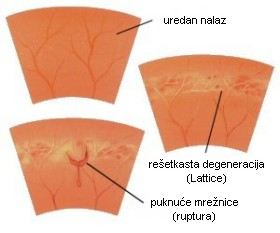 uredan nalaz
rešetkasta degeneracija
(Lattice)
puknuće mrežnice
(ruptura)